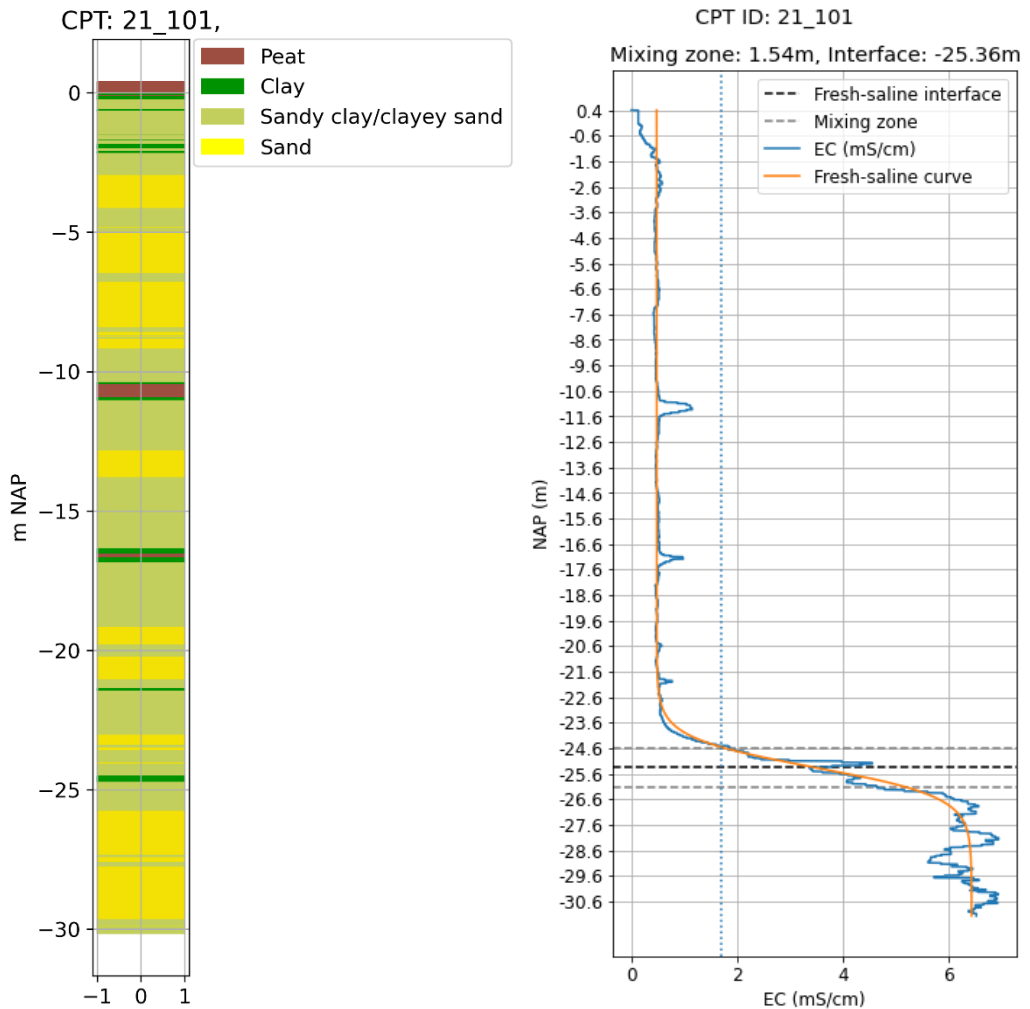 CPT: 21_101,
Peat
Clay
Sandy clay/clayey sand
Sand
m NAP
0
−5
−10
−15
−20
−25
−30
−1 0 1
CPT ID: 21_101
Mixing zone: 1.54m, Interface: -25.36m
Fresh-saline interface
Mixing zone
EC (mS/cm)
Fresh-saline curve
NAP (m)
0.4
-0.6
-1.6
-2.6
-3.6
-4.6
-5.6
-6.6
-7.6
-8.6
-9.6
-10.6
-11.6
-12.6
-13.6
-14.6
-15.6
-16.6
-17.6
-18.6
-19.6
-20.6
-21.6
-22.6
-23.6
-24.6
-25.6
-26.6
-27.6
-28.6
-29.6
-30.6
0 2 4 6
EC (mS/cm)